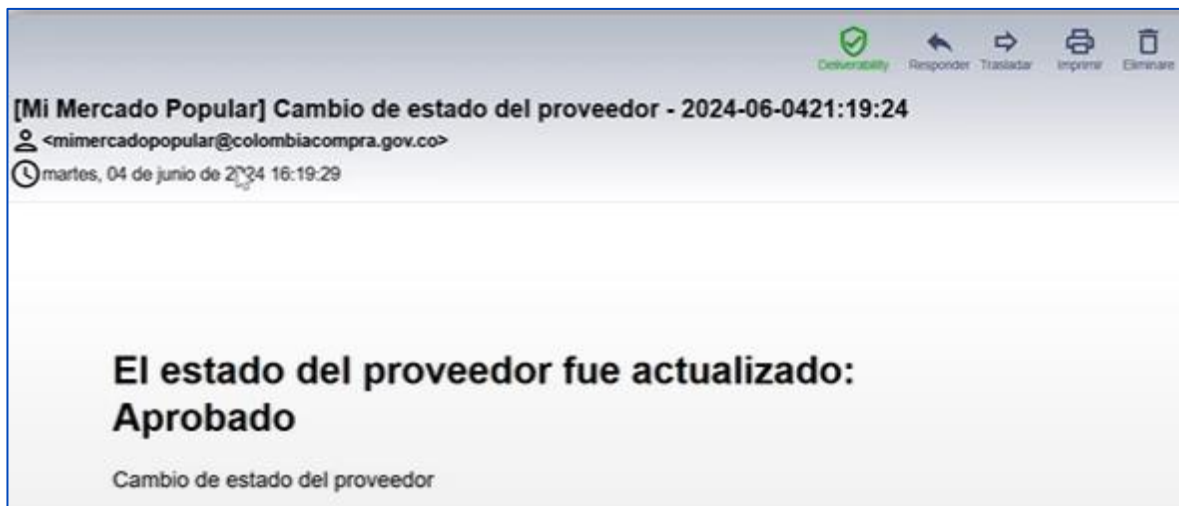 Deliverability Responder Trasladar Imprimir Eliminare
[Mi Mercado Popular] Cambio de estado del proveedor - 2024-06-0421:19:24
<mimercadopopular@colombiacompra.gov.co>
martes, 04 de junio de 2024 16:19:29
El estado del proveedor fue actualizado:
Aprobado
Cambio de estado del proveedor